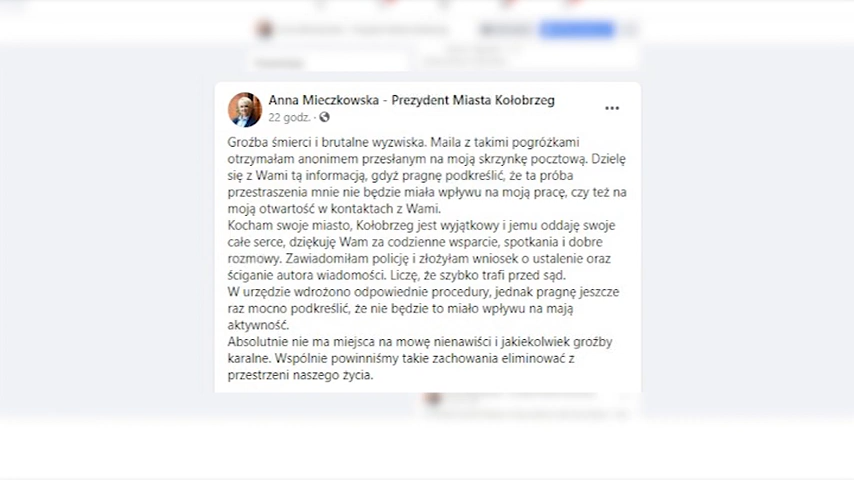 Anna Mieczkowska - Prezydent Miasta Kołobrzeg
22 godz. ·
Groźba śmierci i brutalne wyzwiska. Maila z takimi pogróżkami
otrzymałam anonimem przesłanym na moją skrzynkę pocztową. Dzielę
się z Wami tą informacją, gdyż pragnę podkreślić, że ta próba
przestraszenia mnie nie będzie miała wpływu na moją pracę, czy też na
moją otwartość w kontaktach z Wami.
Kocham swoje miasto, Kołobrzeg jest wyjątkowy i jemu oddaję swoje
całe serce, dziękuję Wam za codzienne wsparcie, spotkania i dobre
rozmowy. Zawiadomiłam policję i złożyłam wniosek o ustalenie oraz
ściganie autora wiadomości. Liczę, że szybko trafi przed sąd.
W urzędzie wdrożono odpowiednie procedury, jednak pragnę jeszcze
raz mocno podkreślić, że nie będzie to miało wpływu na mają
aktywność.
Absolutnie nie ma miejsca na mowę nienawiści i jakiekolwiek groźby
karalne. Wspólnie powinniśmy takie zachowania eliminować z
przestrzeni naszego życia.